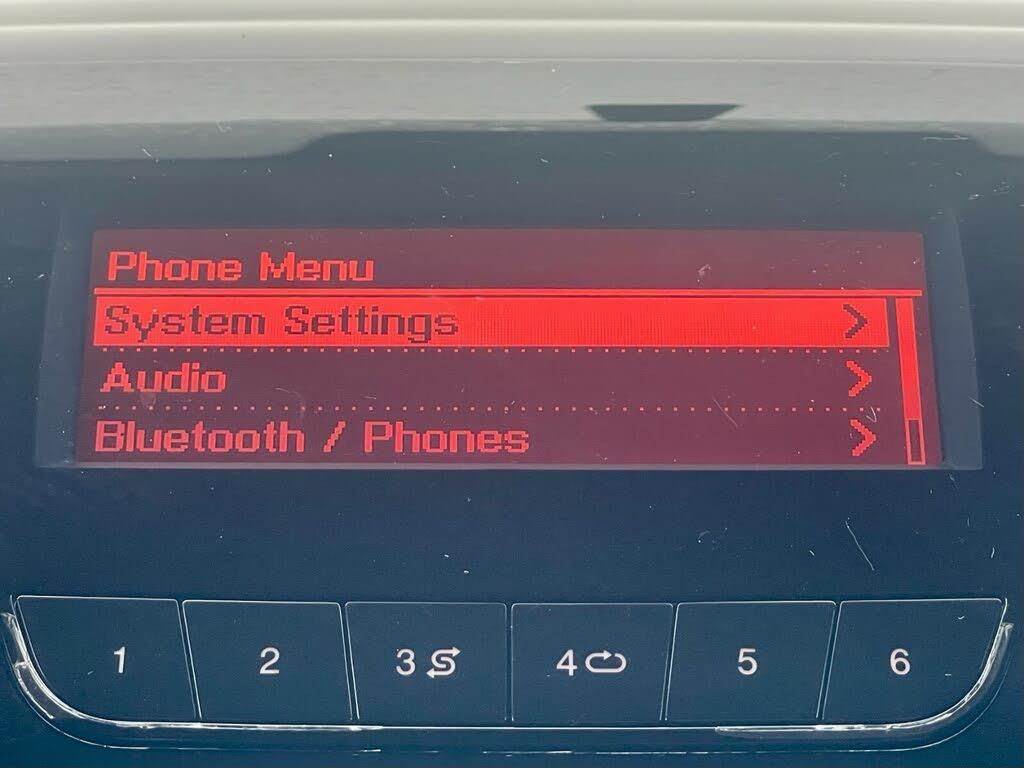 Phone Menu
System Settings
Audio
Bluetooth / Phones
1 2 3 4 5 6